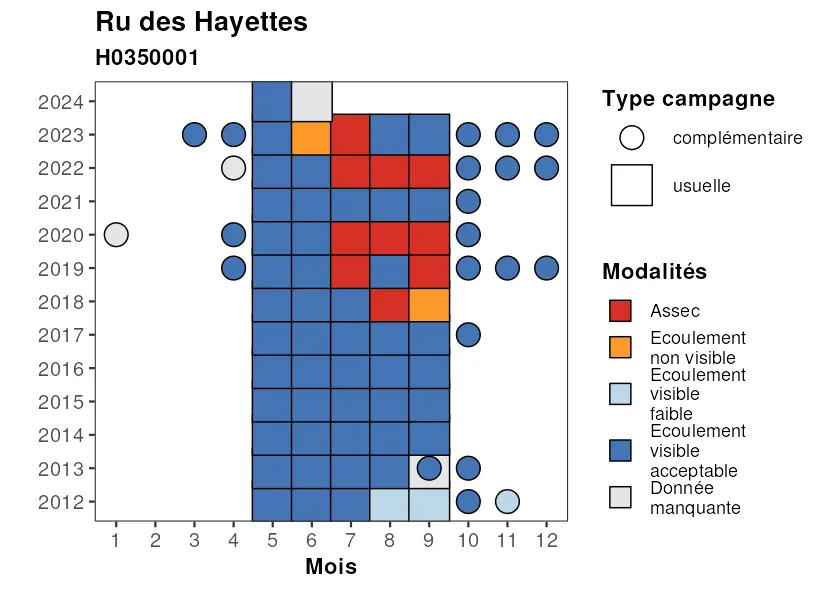 Ru des Hayettes
H0350001
2024
2023
2022
2021
2020
2019
2018
2017
2016
2015
2014
2013
2012
1 2 3 4 5 6 7 8 9 10 11 12
Mois
Type campagne
complémentaire
usuelle
Modalités
Assec
Ecoulement
non visible
Ecoulement
visible
faible
Ecoulement
visible
acceptable
Donnée
manquante